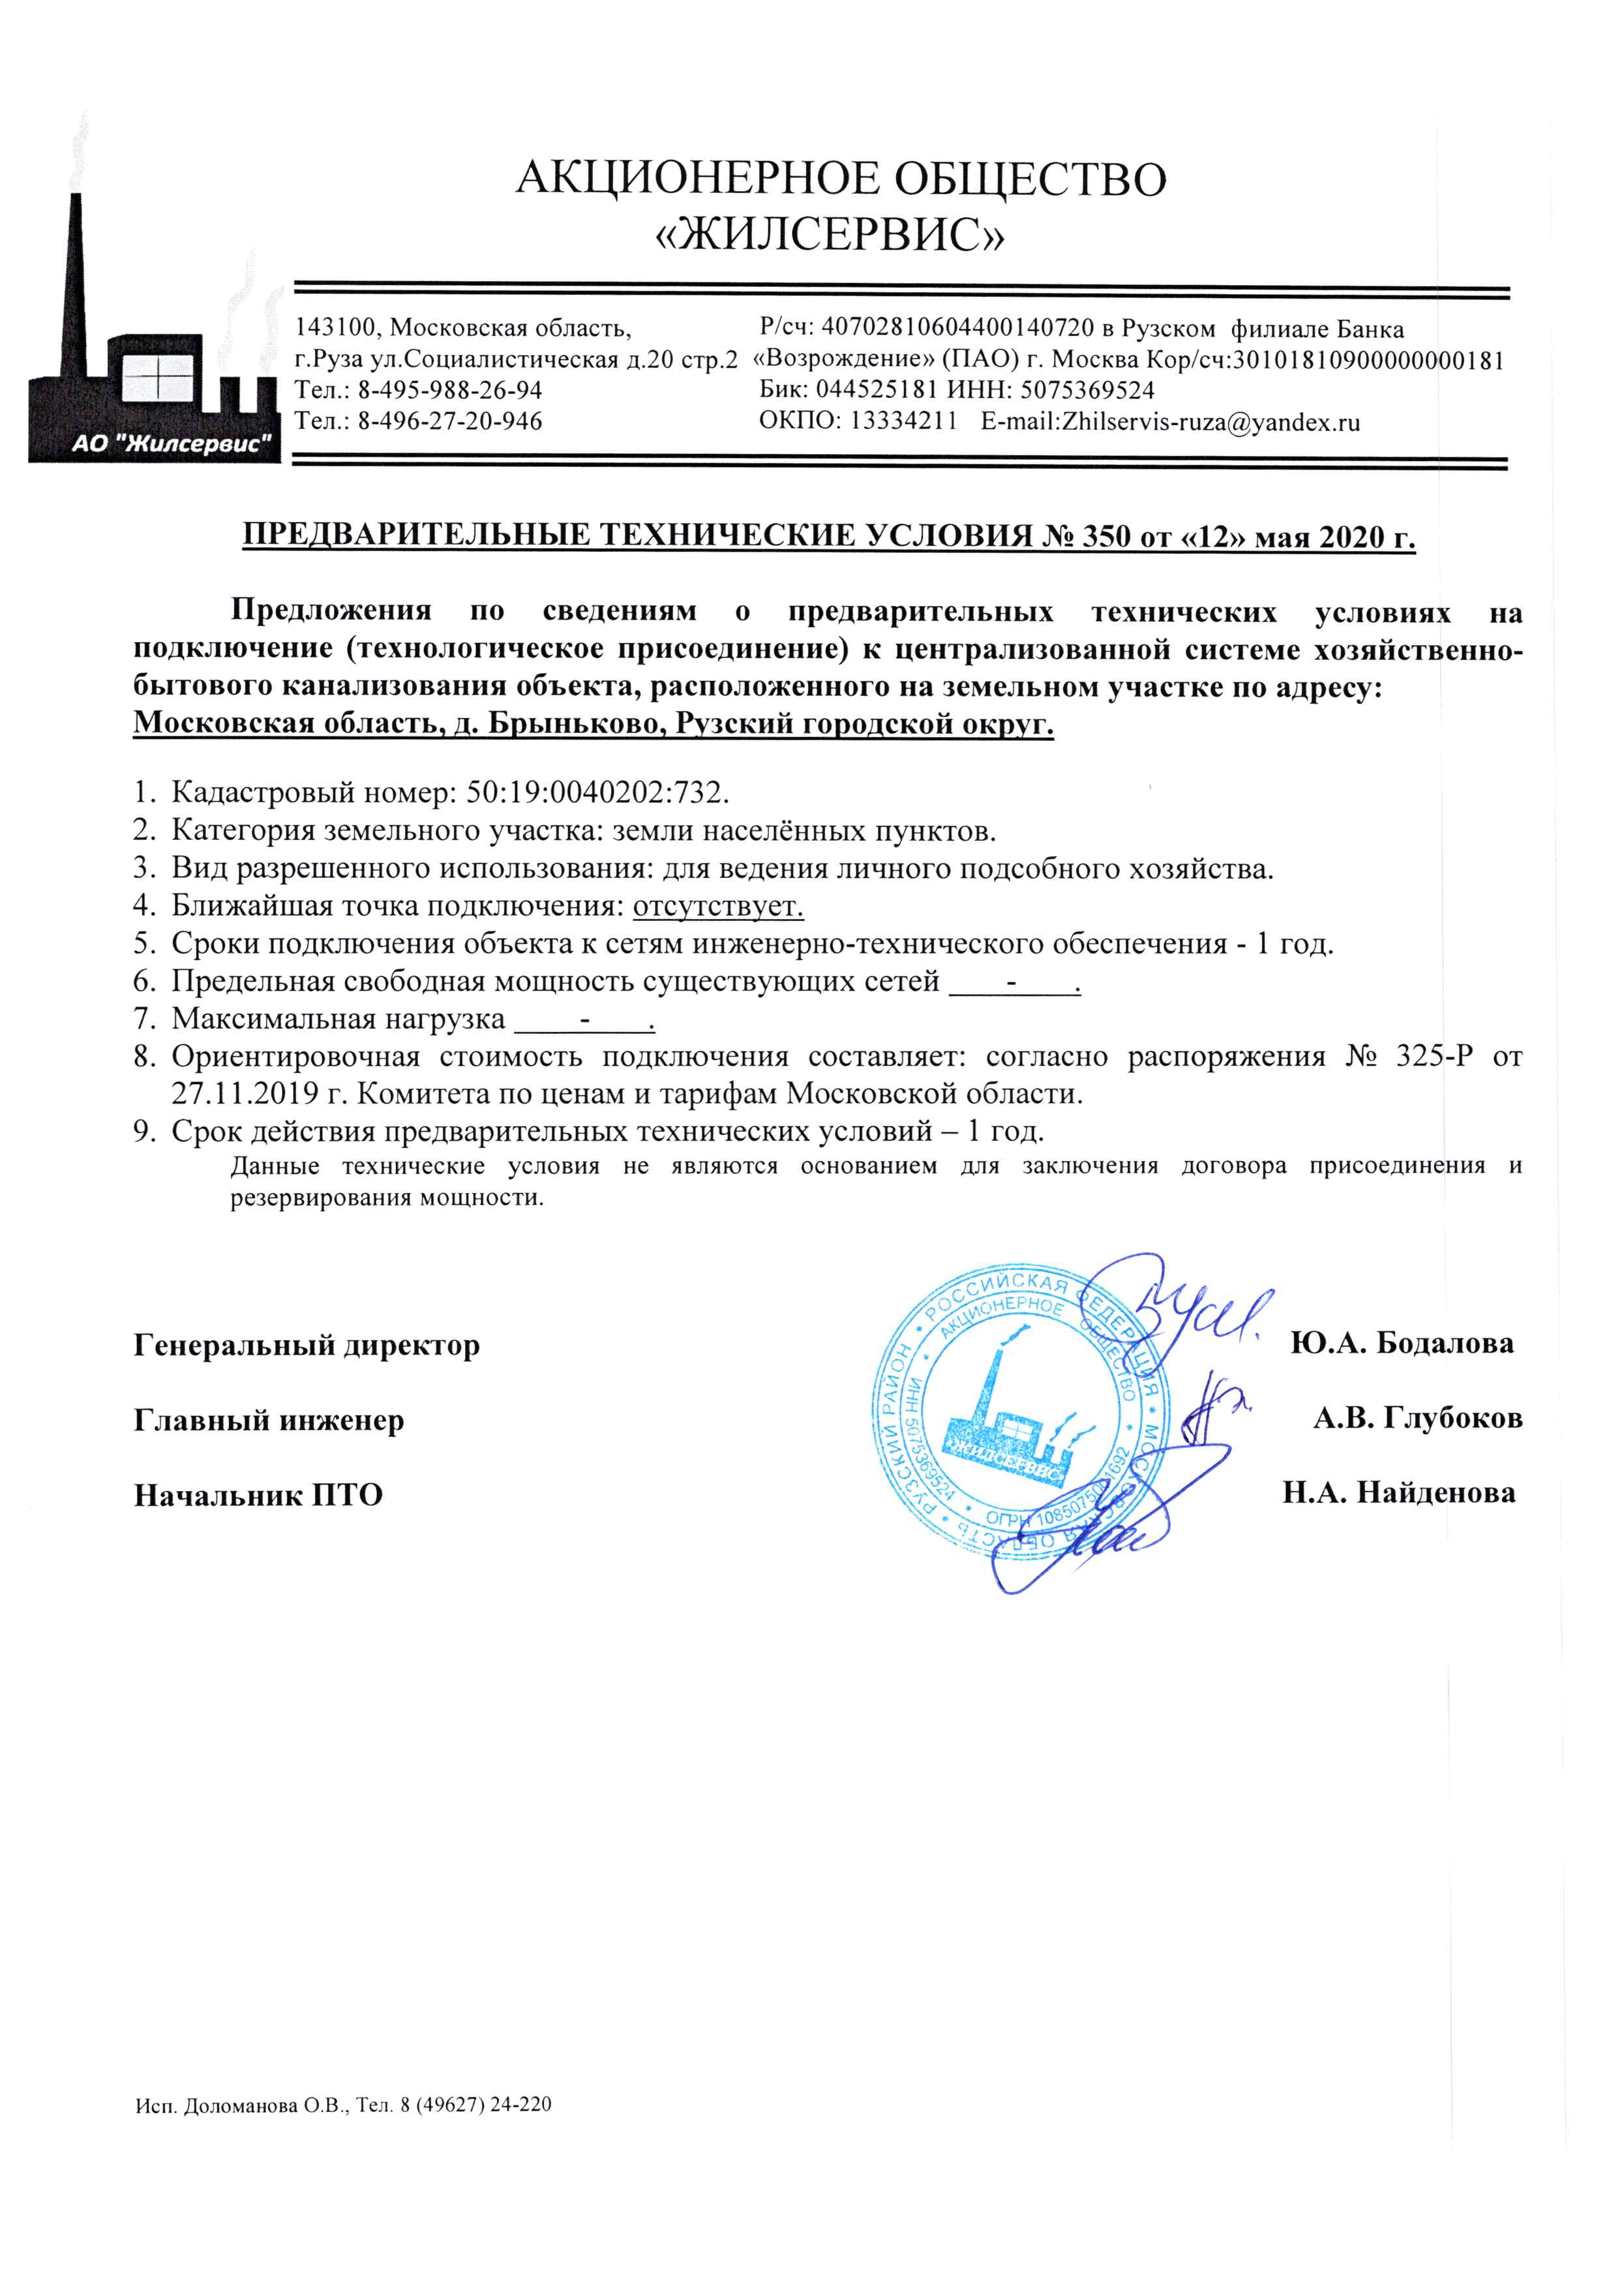 АКЦИОНЕРНОЕ ОБЩЕСТВО
«ЖИЛСЕРВИС»
АО "Жилсервис"
143100, Московская область,
г.Руза ул.Социалистическая д.20 стр.2
Тел.: 8-495-988-26-94
Тел.: 8-496-27-20-946
Р/сч: 40702810604400140720 в Рузском филиале Банка
«Возрождение» (ПАО) г. Москва Кор/сч:30101810900000000181
Бик: 044525181 ИНН: 5075369524
ОКПО: 13334211 E-mail:Zhilservis-ruza@yandex.ru
ПРЕДВАРИТЕЛЬНЫЕ ТЕХНИЧЕСКИЕ УСЛОВИЯ № 350 от «12» мая 2020 г.
Предложения по сведениям о предварительных технических условиях на
подключение (технологическое присоединение) к централизованной системе хозяйственно-
бытового канализования объекта, расположенного на земельном участке по адресу:
Московская область, д. Брыньково, Рузский городской округ.
1. Кадастровый номер: 50:19:0040202:732.
2. Категория земельного участка: земли населённых пунктов.
3. Вид разрешенного использования: для ведения личного подсобного хозяйства.
4. Ближайшая точка подключения: отсутствует.
5. Сроки подключения объекта к сетям инженерно-технического обеспечения - 1 год.
6. Предельная свободная мощность существующих сетей ____-____.
7. Максимальная нагрузка ____-____.
8. Ориентировочная стоимость подключения составляет: согласно распоряжения № 325-Р от
27.11.2019 г. Комитета по ценам и тарифам Московской области.
9. Срок действия предварительных технических условий – 1 год.
Данные технические условия не являются основанием для заключения договора присоединения и
резервирования мощности.
Генеральный директор Ю.А. Бодалова
Главный инженер А.В. Глубоков
Начальник ПТО Н.А. Найденова
* РОССИЙСКАЯ ФЕДЕРАЦИЯ * МОСКОВСКАЯ ОБЛАСТЬ * РУЗСКИЙ РАЙОН
* АКЦИОНЕРНОЕ ОБЩЕСТВО * ОГРН * ИНН 5075369524
ЖИЛСЕРВИС
Исп. Доломанова О.В., Тел. 8 (49627) 24-220